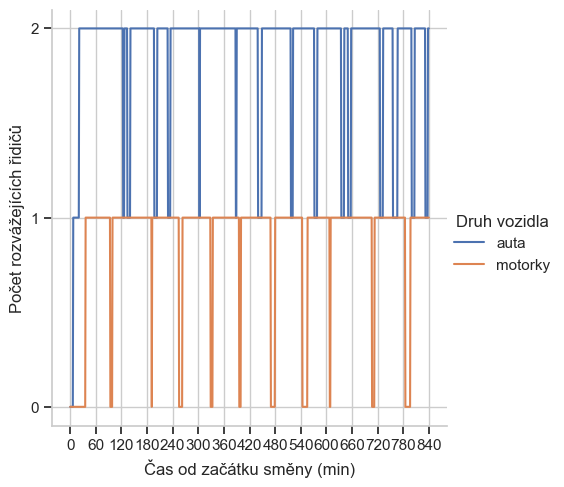 2
1
0
Počet rozvážejících řidičů
0 60 120 180 240 300 360 420 480 540 600 660 720 780 840
Čas od začátku směny (min)
Druh vozidla
auta
motorky